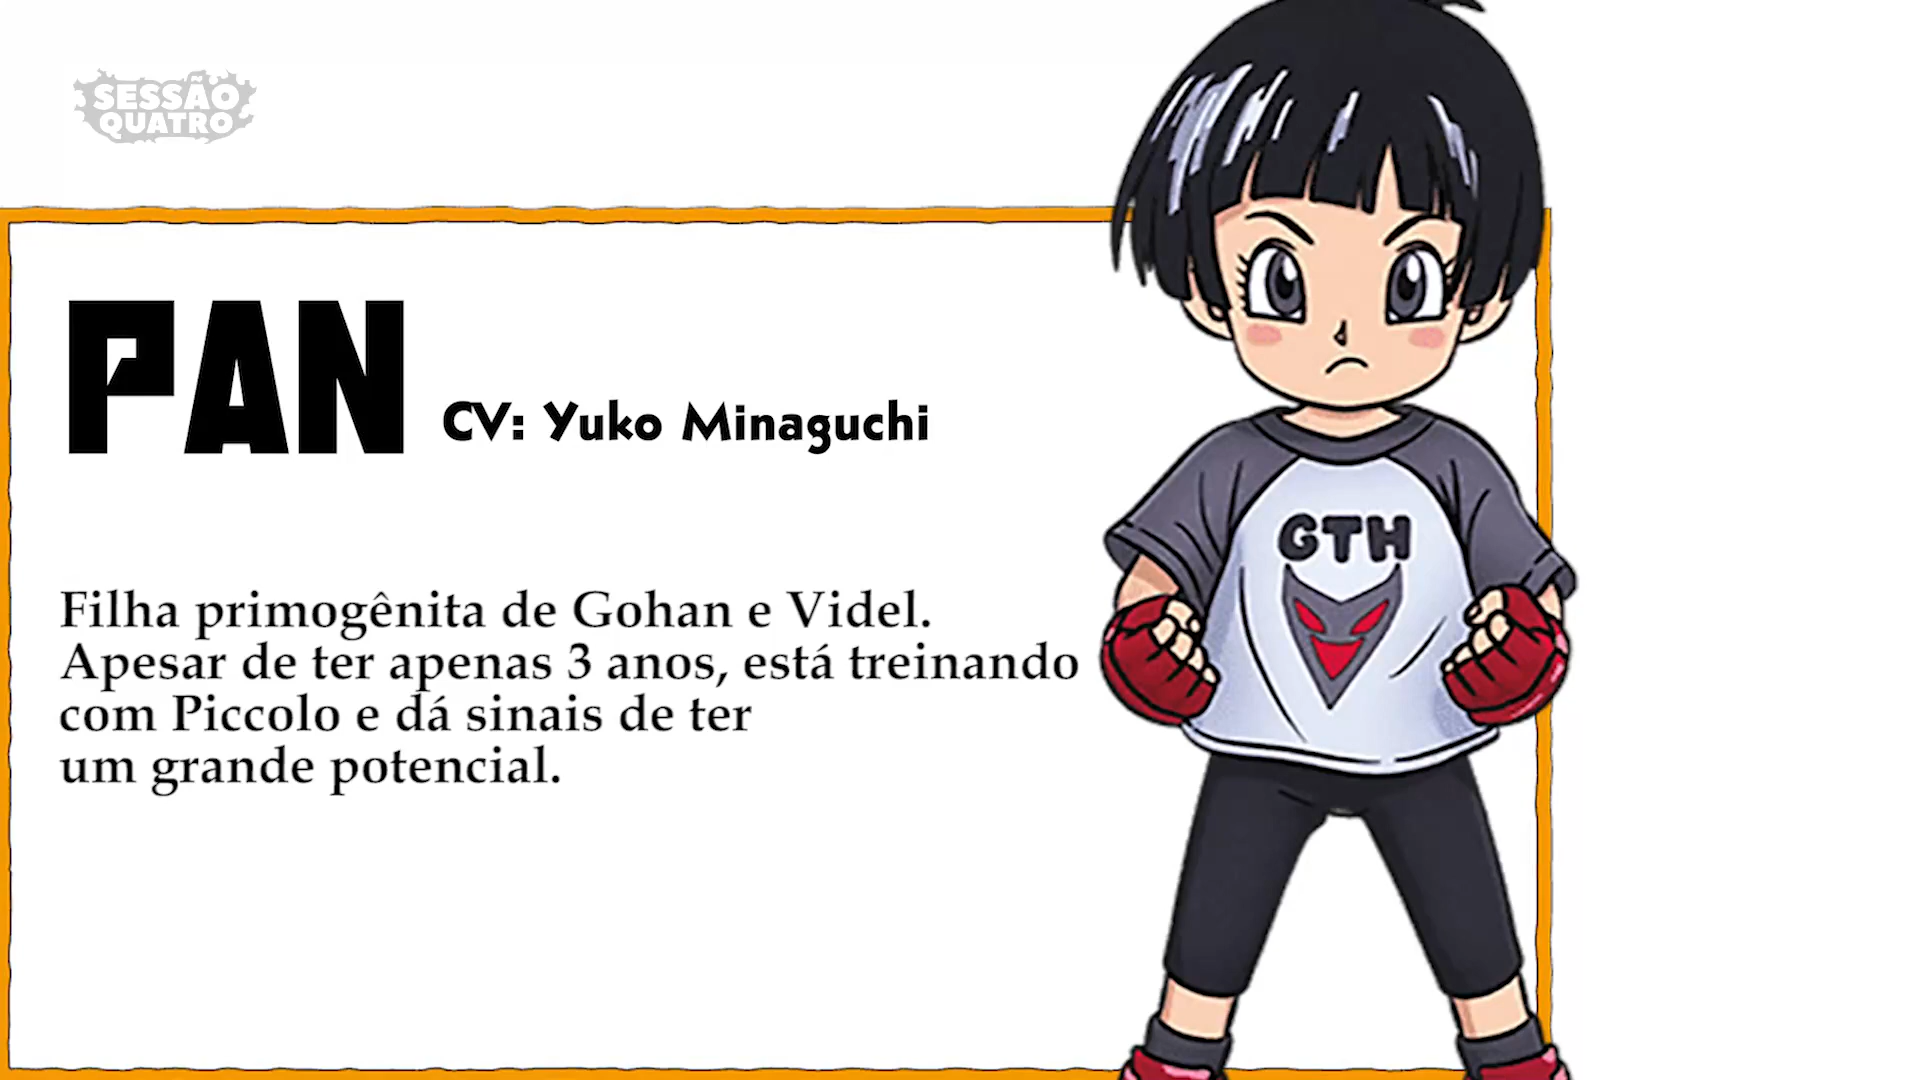 SESSÃO
QUATRO
PAN CV: Yuko Minaguchi
GTH
Filha primogênita de Gohan e Videl.
Apesar de ter apenas 3 anos, está treinando
com Piccolo e dá sinais de ter
um grande potencial.